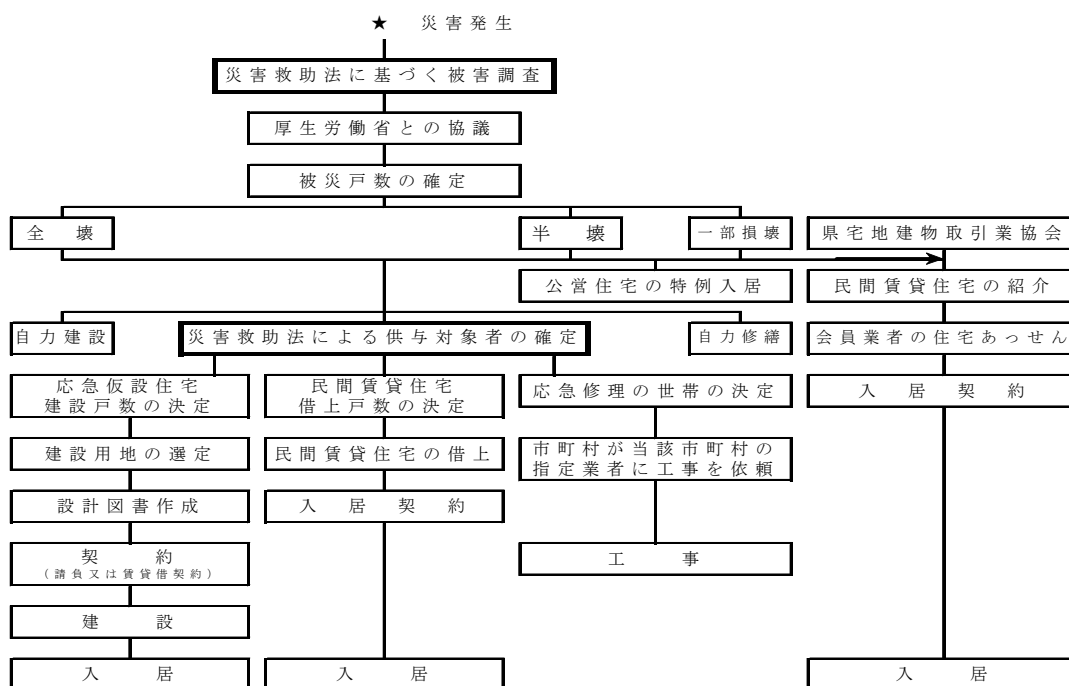 ★ 災害発生
災害救助法に基づく被害調査
厚生労働省との協議
被災戸数の確定
全壊
半壊
一部損壊
県宅地建物取引業協会
公営住宅の特例入居
民間賃貸住宅の紹介
自力建設
災害救助法による供与対象者の確定
自力修繕
会員業者の住宅あっせん
応急仮設住宅
建設戸数の決定
民間賃貸住宅
借上戸数の決定
応急修理の世帯の決定
入居契約
建設用地の選定
民間賃貸住宅の借上
市町村が当該市町村の
指定業者に工事を依頼
設計図書作成
入居契約
契約
(請負又は賃貸借契約)
工事
建設
入居
入居
入居